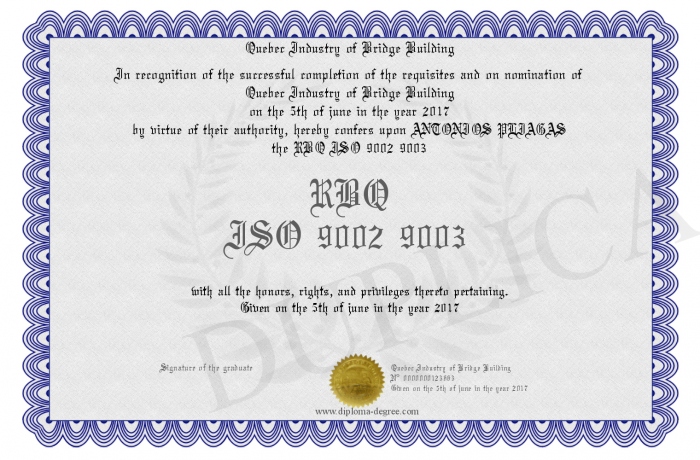 Quebec Industry of Bridge Building
In recognition of the successful completion of the requisites and on nomination of
Quebec Industry of Bridge Building
on the 5th of june in the year 2017
by virtue of their authority, hereby confers upon ANTONIOS PLIAGAS
the RBQ ISO 9002 9003
RBQ
ISO 9002 9003
with all the honors, rights, and privileges thereto pertaining.
Given on the 5th of june in the year 2017
DUPLICA
Signature of the graduate
Quebec Industry of Bridge Building
N° 0000000123893
Given on the 5th of june in the year 2017
www.diploma-degree.com